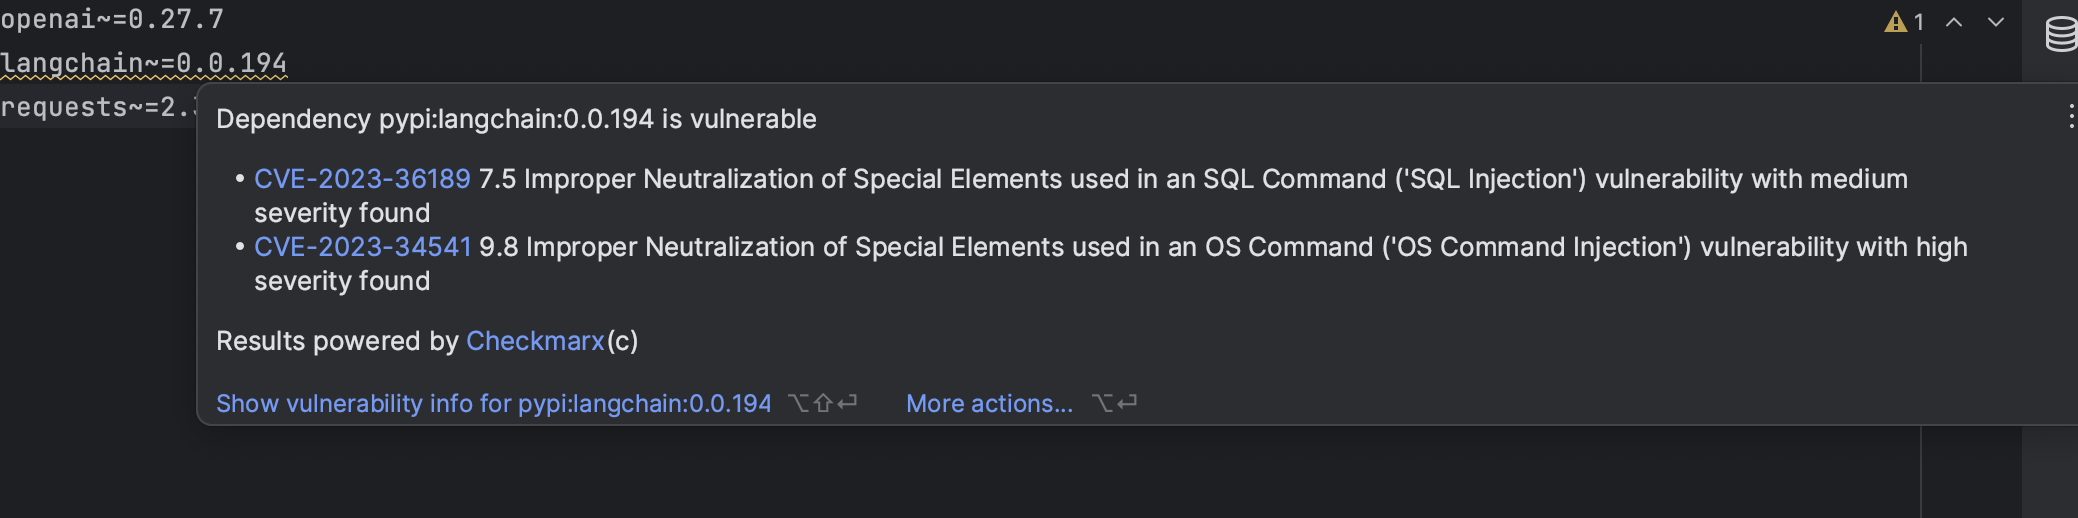 openai~=0.27.7
1
langchain~=0.0.194
requests~=2.3
Dependency pypi:langchain:0.0.194 is vulnerable
• CVE-2023-36189 7.5 Improper Neutralization of Special Elements used in an SQL Command ('SQL Injection') vulnerability with medium
severity found
• CVE-2023-34541 9.8 Improper Neutralization of Special Elements used in an OS Command ('OS Command Injection') vulnerability with high
severity found
Results powered by Checkmarx(c)
Show vulnerability info for pypi:langchain:0.0.194 ⌥⇧⏎ More actions... ⌥⏎